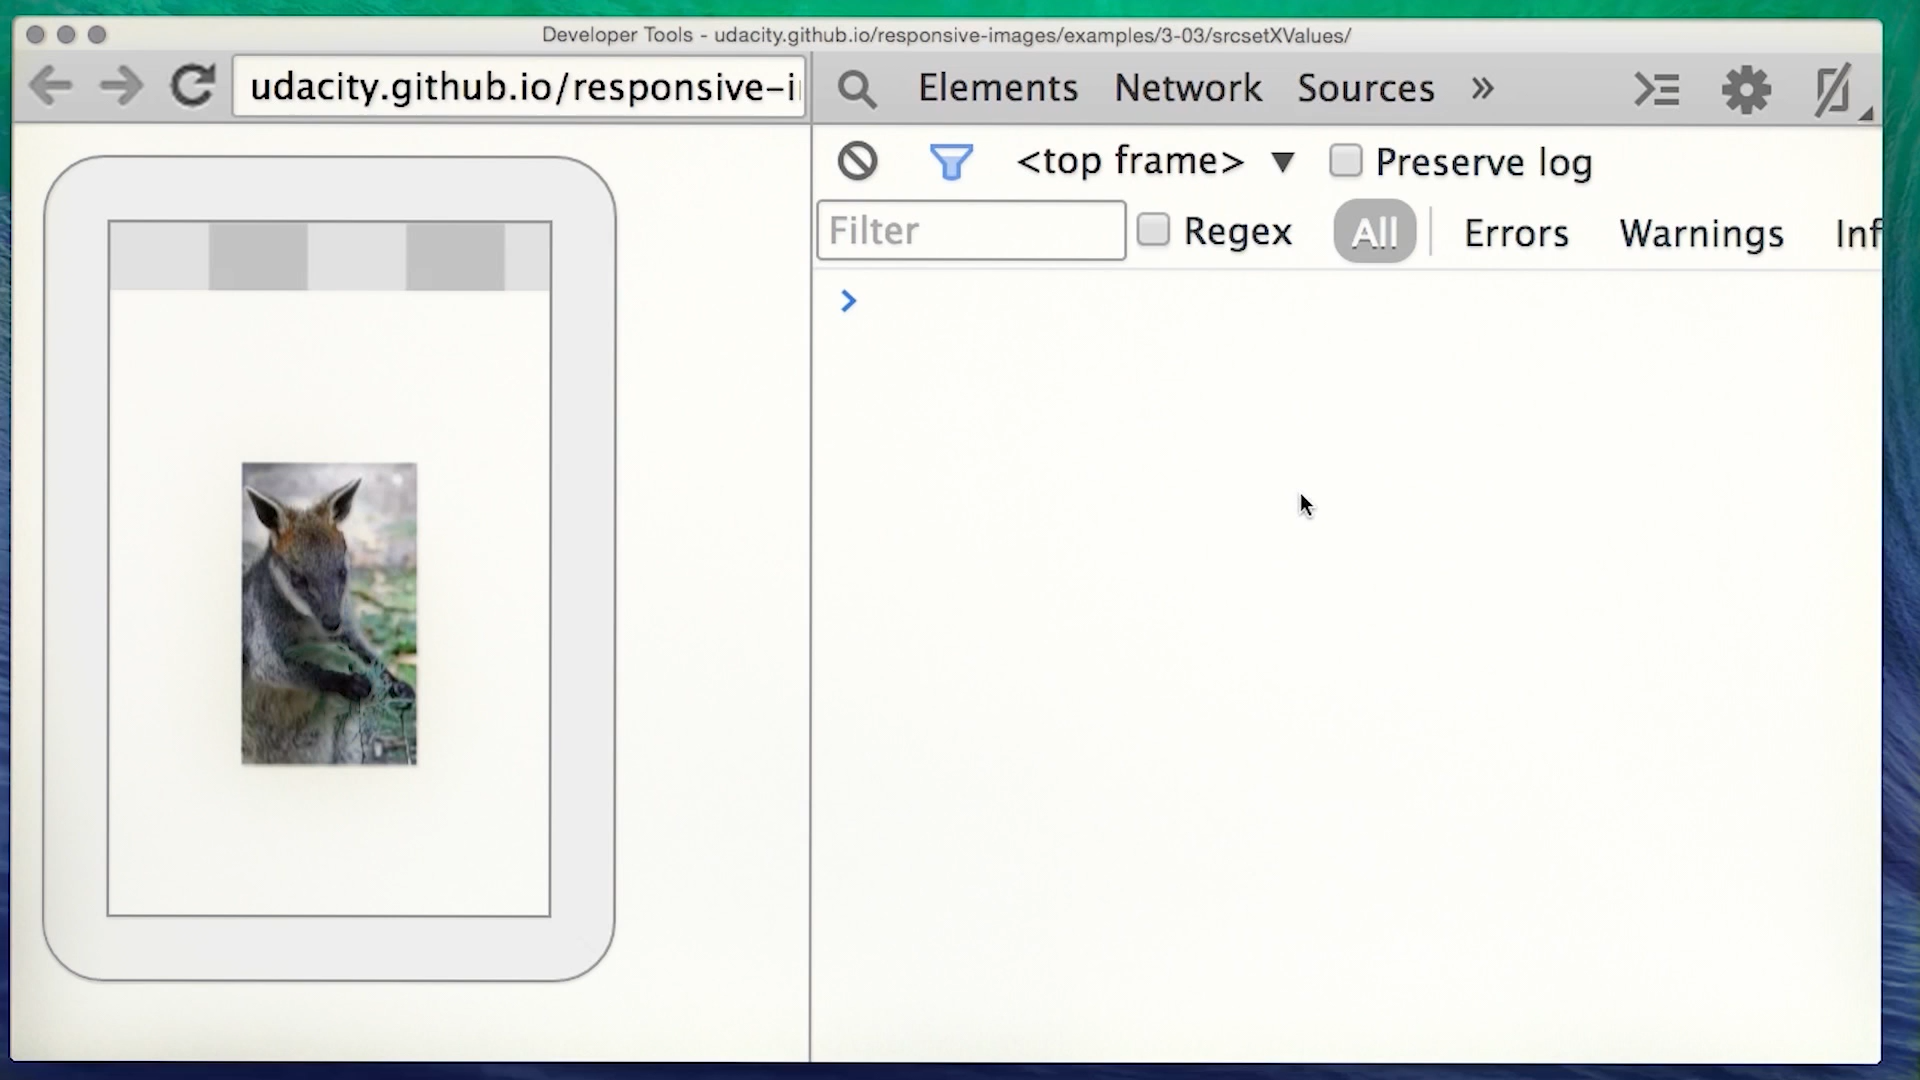 Developer Tools - udacity.github.io/responsive-images/examples/3-03/srcsetXValues/
udacity.github.io/responsive-i
Elements Network Sources »
<top frame> ▼ Preserve log
Filter Regex All Errors Warnings Inf
>